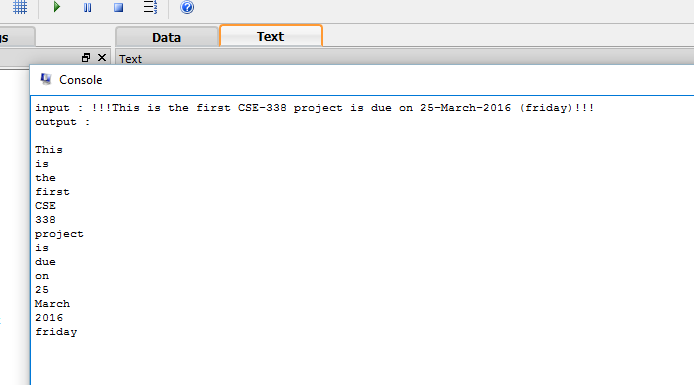 gs
Data
Text
Text
Console
input : !!!This is the first CSE-338 project is due on 25-March-2016 (friday)!!!
output :
This
is
the
first
CSE
338
project
is
due
on
25
March
2016
friday